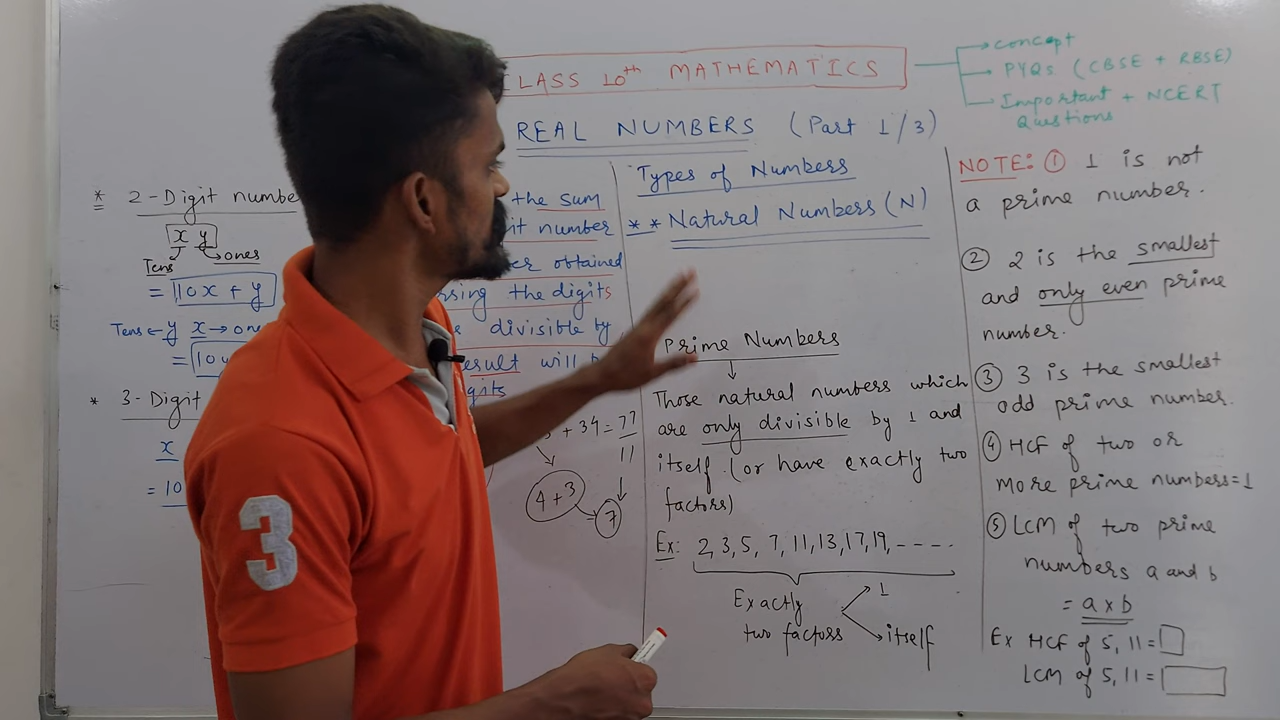 CLASS 10th MATHEMATICS
→ concept
→ PYQs (CBSE + RBSE)
→ Important + NCERT
Questions
REAL NUMBERS (Part 1/3)
* 2-Digit numbe
x y
Tens
ones
= 10x + y
Tens ← y x → one
= 10
* 3-Digit
x
= 10
the sum
it number
er obtained
rsing the digits
divisible by
esult will b
gits
+ 34 = 77
11
4+3
7
Types of Numbers
** Natural Numbers (N)
Prime Numbers
↓
Those natural numbers which
are only divisible by 1 and
itself. (or have exactly two
factors)
Ex: 2, 3, 5, 7, 11, 13, 17, 19, - - - - .
Exactly
two factors
1
itself
NOTE: ① 1 is not
a prime number.
② 2 is the smallest
and only even prime
number.
③ 3 is the smallest
odd prime number.
④ HCF of two or
more prime numbers = 1
⑤ LCM of two prime
numbers a and b
= a x b
Ex HCF of 5, 11 =
LCM of 5, 11 =
3